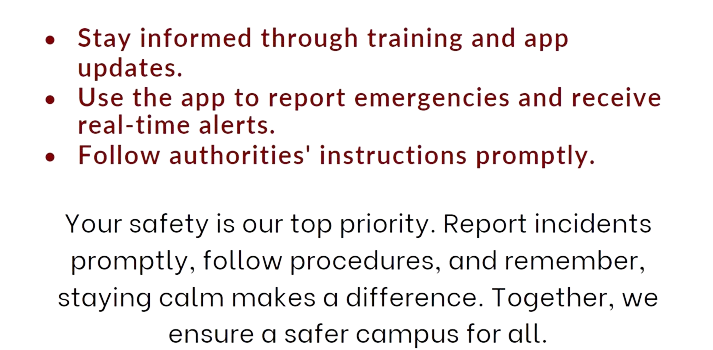 • Stay informed through training and app
updates.
• Use the app to report emergencies and receive
real-time alerts.
• Follow authorities' instructions promptly.
Your safety is our top priority. Report incidents
promptly, follow procedures, and remember,
staying calm makes a difference. Together, we
ensure a safer campus for all.